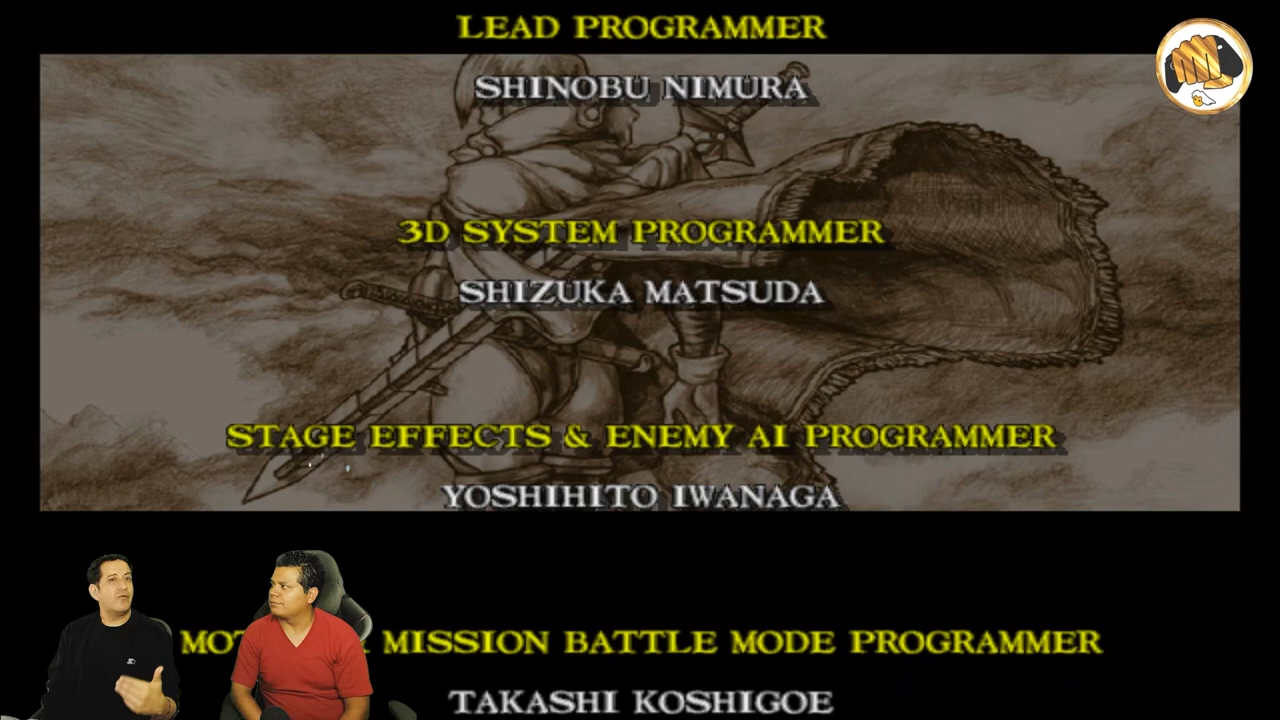 LEAD PROGRAMMER
SHINOBU NIMURA
3D SYSTEM PROGRAMMER
SHIZUKA MATSUDA
STAGE EFFECTS & ENEMY AI PROGRAMMER
YOSHIHITO IWANAGA
MISSION BATTLE MODE PROGRAMMER
TAKASHI KOSHIGOE